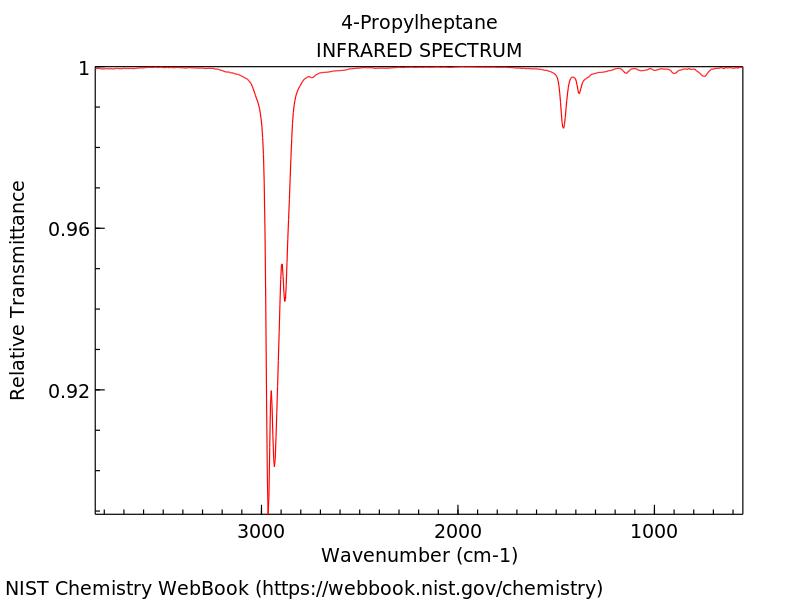 4-Propylheptane
INFRARED SPECTRUM
1
0.96
0.92
Relative Transmittance
3000 2000 1000
Wavenumber (cm-1)
NIST Chemistry WebBook (https://webbook.nist.gov/chemistry)